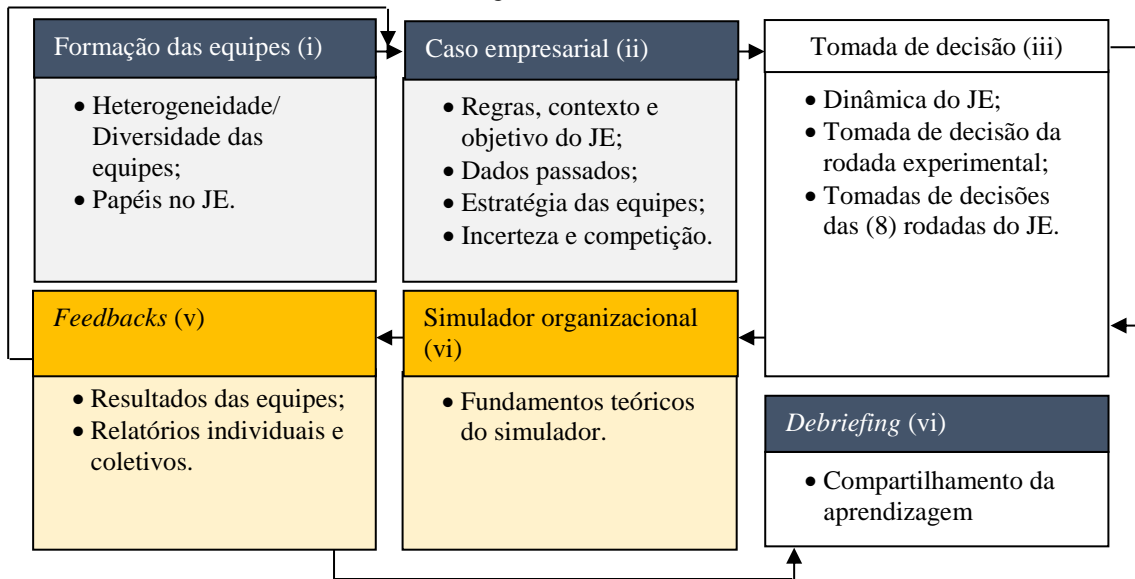 Formação das equipes (i)
• Heterogeneidade/
Diversidade das
equipes;
• Papéis no JE.
Caso empresarial (ii)
• Regras, contexto e
objetivo do JE;
• Dados passados;
• Estratégia das equipes;
• Incerteza e competição.
Tomada de decisão (iii)
• Dinâmica do JE;
• Tomada de decisão da
rodada experimental;
• Tomadas de decisões
das (8) rodadas do JE.
Feedbacks (v)
• Resultados das equipes;
• Relatórios individuais e
coletivos.
Simulador organizacional
(vi)
• Fundamentos teóricos
do simulador.
Debriefing (vi)
• Compartilhamento da
aprendizagem